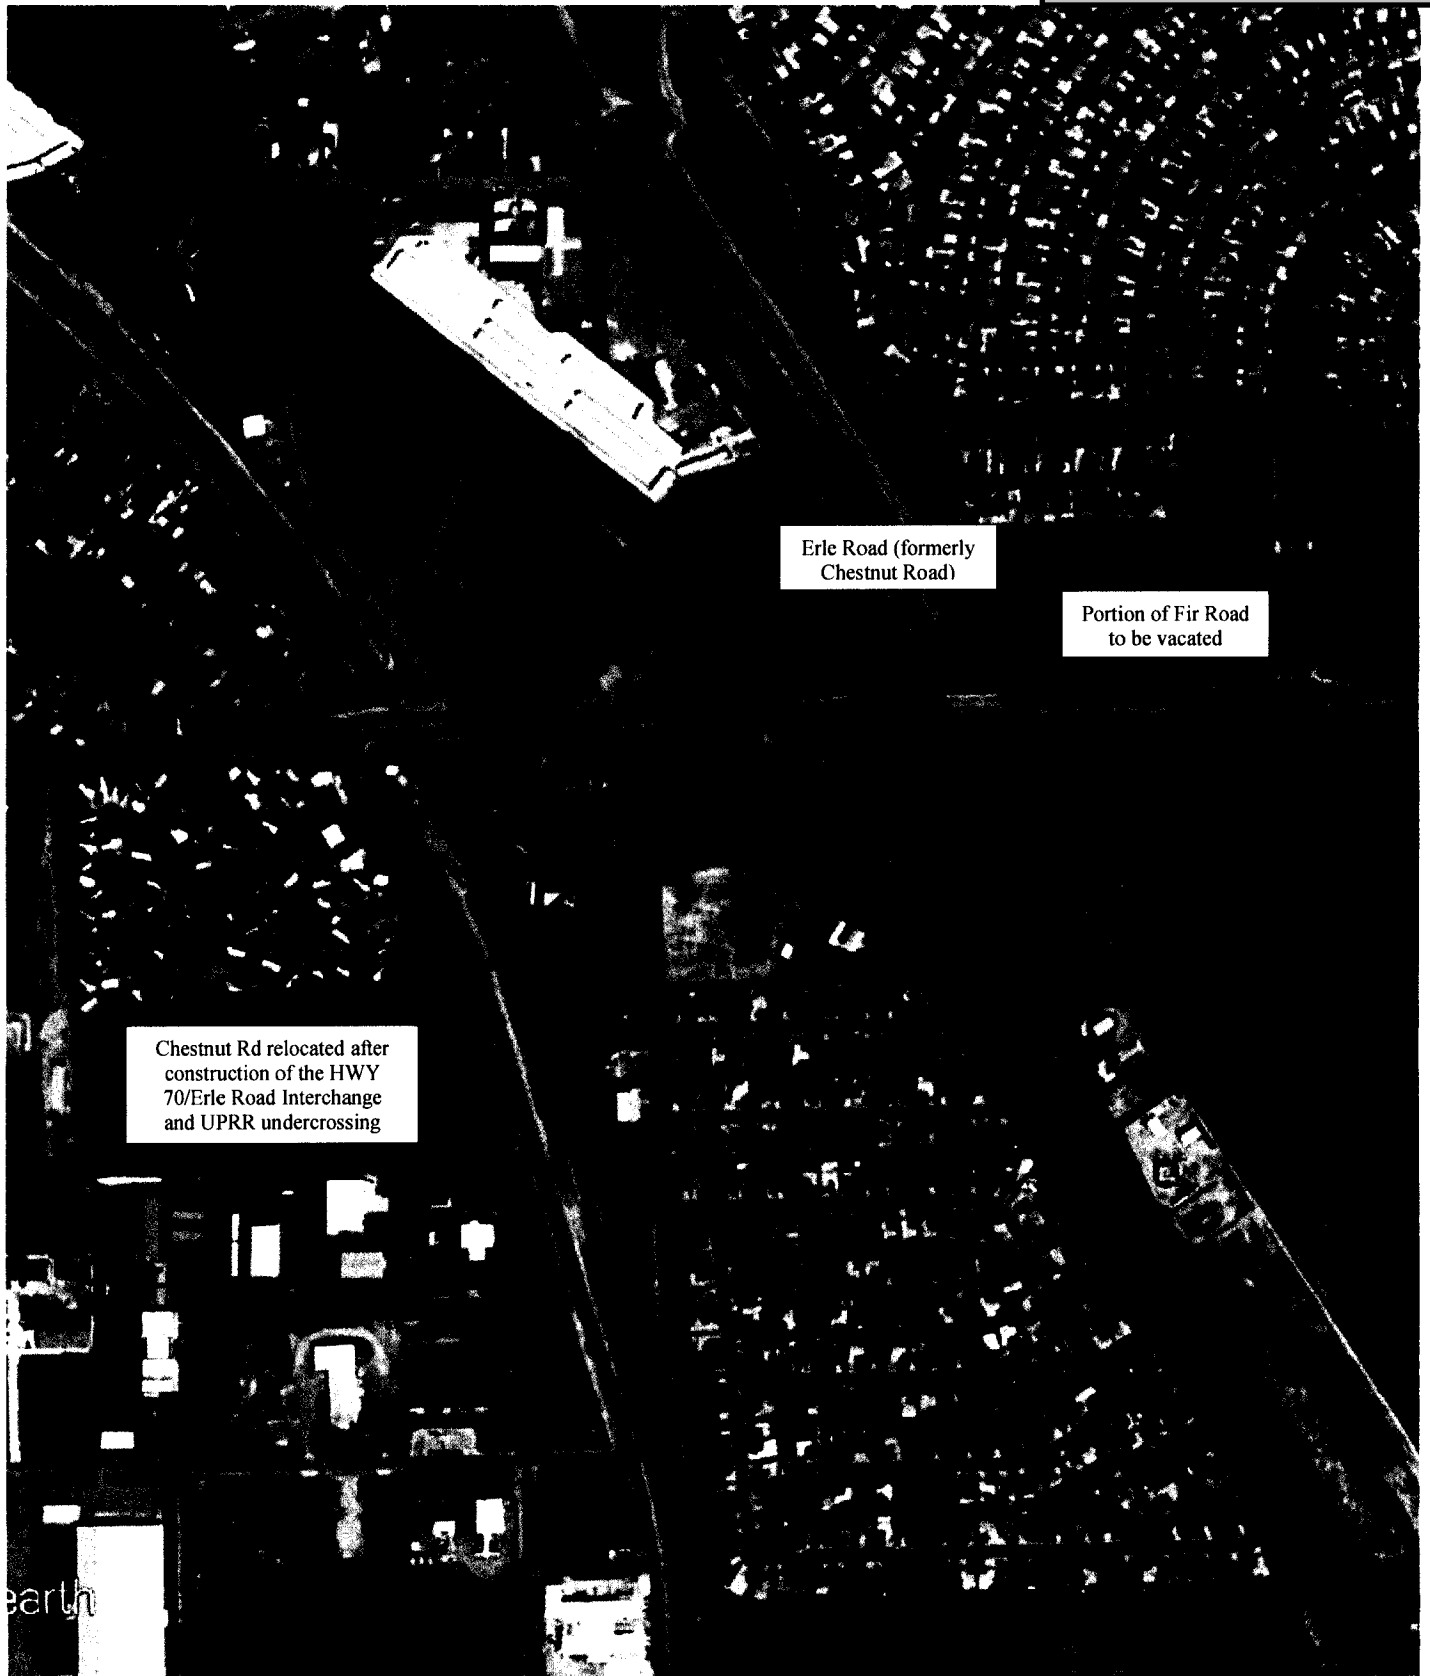 Erle Road (formerly
Chestnut Road)
Portion of Fir Road
to be vacated
Chestnut Rd relocated after
construction of the HWY
70/Erle Road Interchange
and UPRR undercrossing
earth